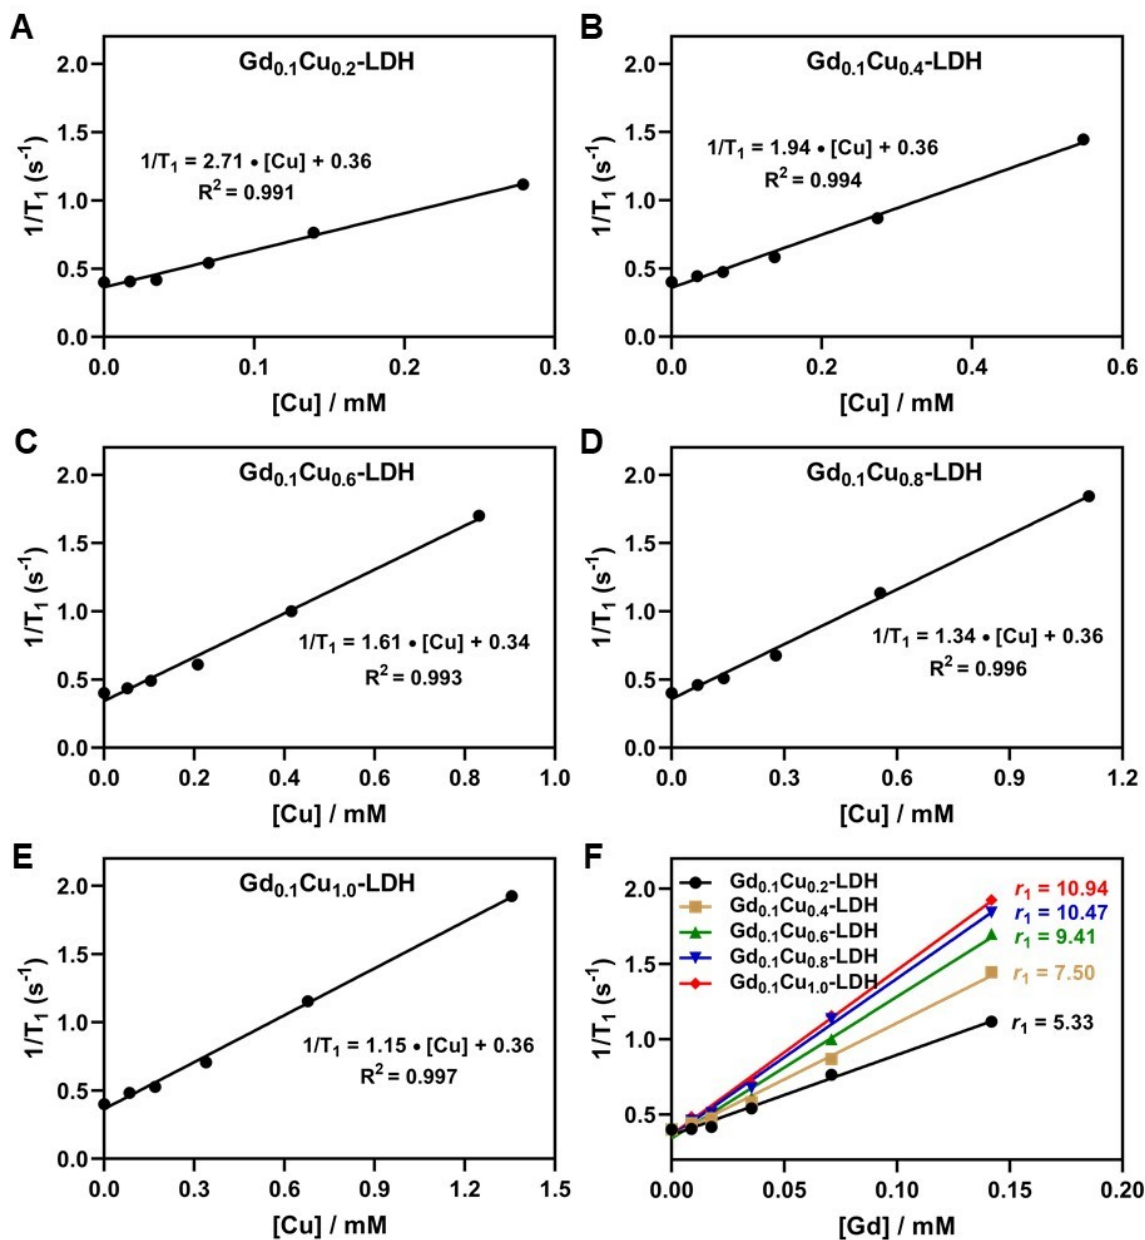 A
Gd0.1Cu0.2-LDH
1/T1 = 2.71 • [Cu] + 0.36
R2 = 0.991
1/T1 (s-1)
2.0
1.5
1.0
0.5
0.0
0.0 0.1 0.2 0.3
[Cu] / mM
B
Gd0.1Cu0.4-LDH
1/T1 = 1.94 • [Cu] + 0.36
R2 = 0.994
1/T1 (s-1)
2.0
1.5
1.0
0.5
0.0
0.0 0.2 0.4 0.6
[Cu] / mM
C
Gd0.1Cu0.6-LDH
1/T1 = 1.61 • [Cu] + 0.34
R2 = 0.993
1/T1 (s-1)
2.0
1.5
1.0
0.5
0.0
0.0 0.2 0.4 0.6 0.8 1.0
[Cu] / mM
D
Gd0.1Cu0.8-LDH
1/T1 = 1.34 • [Cu] + 0.36
R2 = 0.996
1/T1 (s-1)
2.0
1.5
1.0
0.5
0.0
0.0 0.3 0.6 0.9 1.2
[Cu] / mM
E
Gd0.1Cu1.0-LDH
1/T1 = 1.15 • [Cu] + 0.36
R2 = 0.997
1/T1 (s-1)
2.0
1.5
1.0
0.5
0.0
0.0 0.3 0.6 0.9 1.2 1.5
[Cu] / mM
F
Gd0.1Cu0.2-LDH
Gd0.1Cu0.4-LDH
Gd0.1Cu0.6-LDH
Gd0.1Cu0.8-LDH
Gd0.1Cu1.0-LDH
r1 = 10.94
r1 = 10.47
r1 = 9.41
r1 = 7.50
r1 = 5.33
1/T1 (s-1)
2.0
1.5
1.0
0.5
0.00 0.05 0.10 0.15 0.20
[Gd] / mM